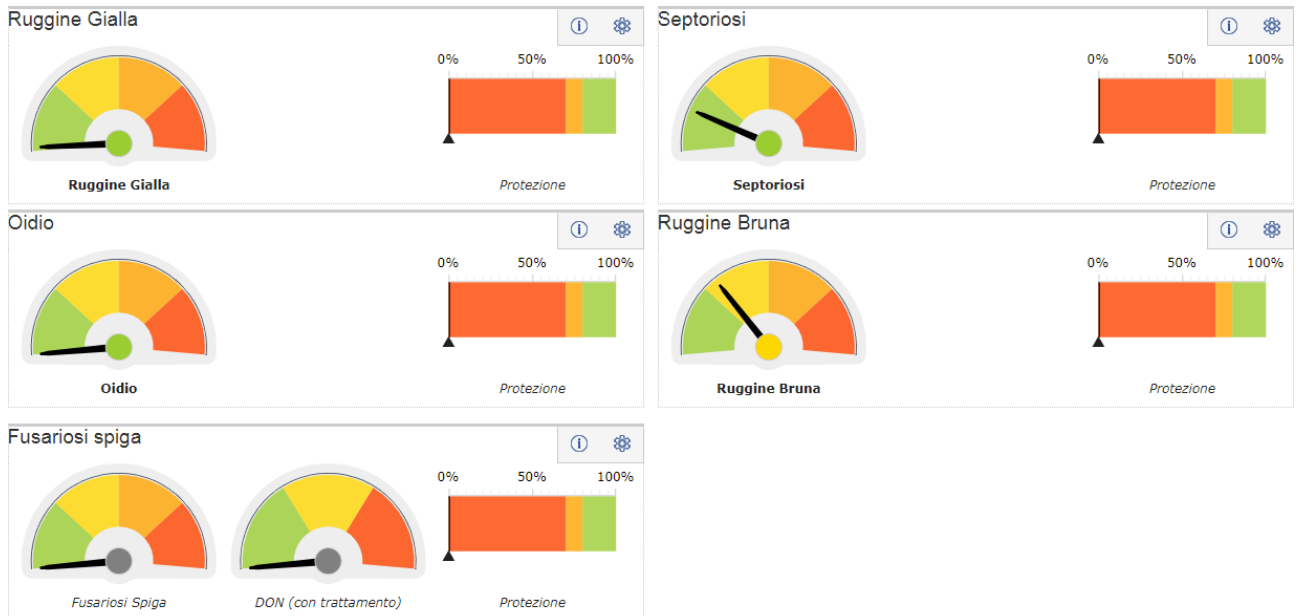 Ruggine Gialla
0% 50% 100%
Ruggine Gialla
Protezione
Septoriosi
0% 50% 100%
Septoriosi
Protezione
Oidio
0% 50% 100%
Oidio
Protezione
Ruggine Bruna
0% 50% 100%
Ruggine Bruna
Protezione
Fusariosi spiga
0% 50% 100%
Fusariosi Spiga
DON (con trattamento)
Protezione